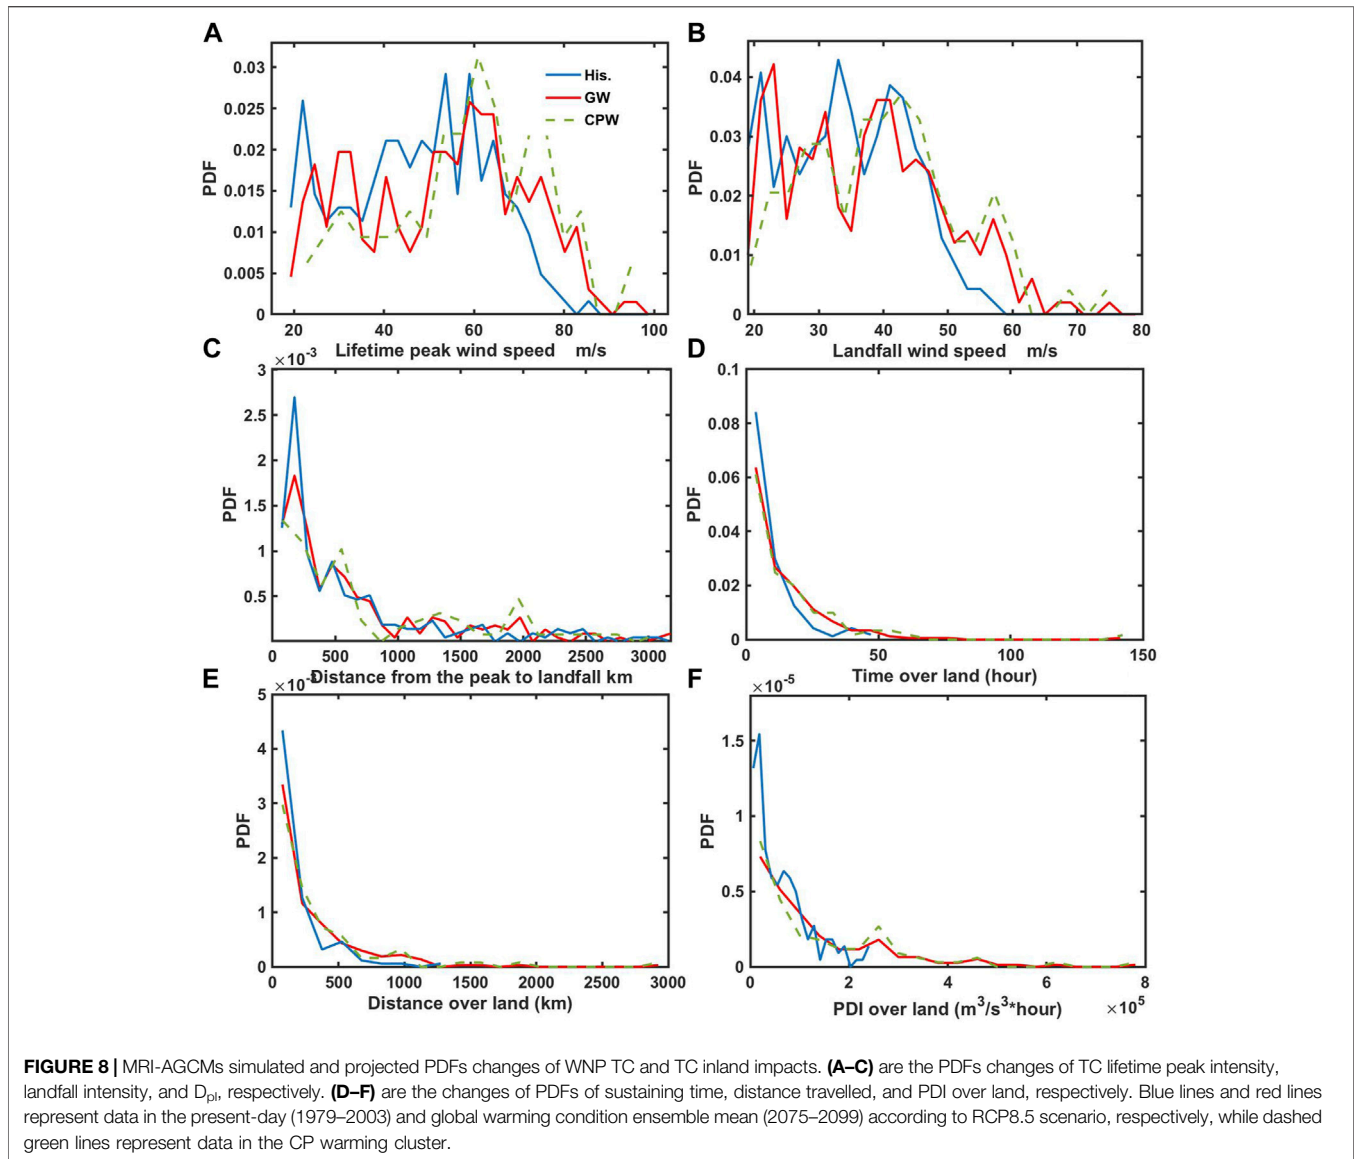 A
PDF
0.03
0.025
0.02
0.015
0.01
0.005
0
20
40
60
80
100
Lifetime peak wind speed m/s
His.
GW
CPW
B
PDF
0.04
0.03
0.02
0.01
0
20
30
40
50
60
70
80
Landfall wind speed m/s
C
×10-3
PDF
3
2.5
2
1.5
1
0.5
0
500
1000
1500
2000
2500
3000
Distance from the peak to landfall km
D
PDF
0.1
0.08
0.06
0.04
0.02
0
0
50
100
150
Time over land (hour)
E
×10-3
PDF
5
4
3
2
1
0
0
500
1000
1500
2000
2500
3000
Distance over land (km)
F
×10-5
PDF
1.5
1
0.5
0
0
2
4
6
8
×105
PDI over land (m3/s3*hour)
FIGURE 8 | MRI-AGCMs simulated and projected PDFs changes of WNP TC and TC inland impacts. (A–C) are the PDFs changes of TC lifetime peak intensity,
landfall intensity, and Dpl, respectively. (D–F) are the changes of PDFs of sustaining time, distance travelled, and PDI over land, respectively. Blue lines and red lines
represent data in the present-day (1979–2003) and global warming condition ensemble mean (2075–2099) according to RCP8.5 scenario, respectively, while dashed
green lines represent data in the CP warming cluster.